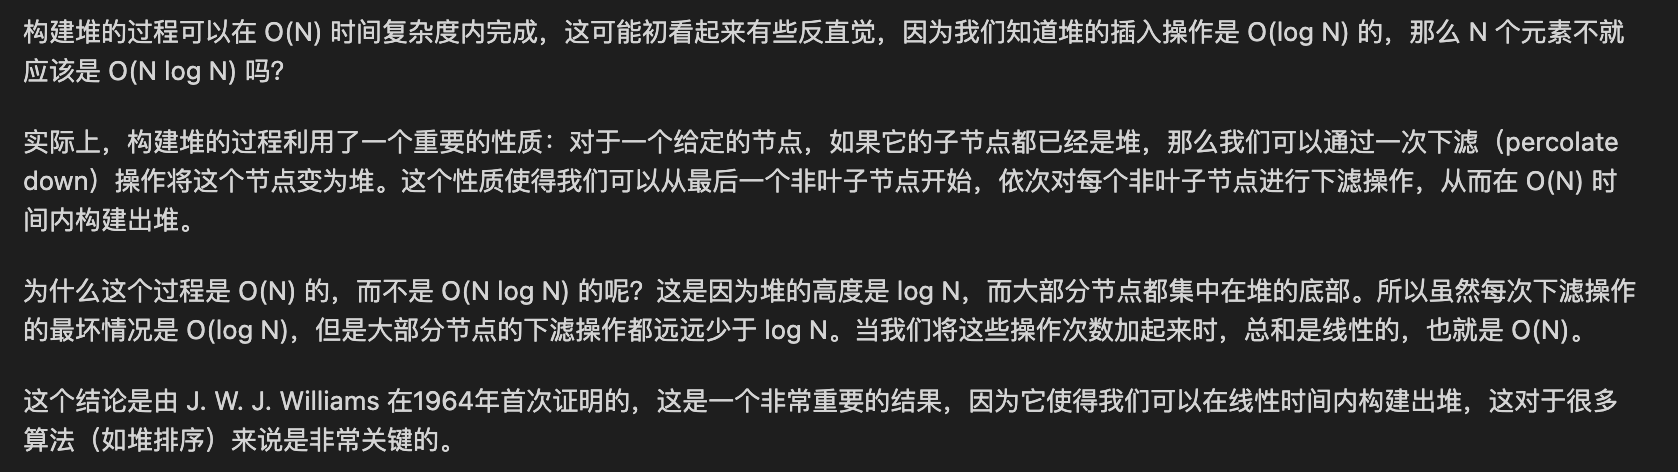 构建堆的过程可以在 O(N) 时间复杂度内完成，这可能初看起来有些反直觉，因为我们知道堆的插入操作是 O(log N) 的，那么 N 个元素不就
应该是 O(N log N) 吗？
实际上，构建堆的过程利用了一个重要的性质：对于一个给定的节点，如果它的子节点都已经是堆，那么我们可以通过一次下滤（percolate
down）操作将这个节点变为堆。这个性质使得我们可以从最后一个非叶子节点开始，依次对每个非叶子节点进行下滤操作，从而在 O(N) 时
间内构建出堆。
为什么这个过程是 O(N) 的，而不是 O(N log N) 的呢？这是因为堆的高度是 log N，而大部分节点都集中在堆的底部。所以虽然每次下滤操作
的最坏情况是 O(log N)，但是大部分节点的下滤操作都远远少于 log N。当我们将这些操作次数加起来时，总和是线性的，也就是 O(N)。
这个结论是由 J. W. J. Williams 在1964年首次证明的，这是一个非常重要的结果，因为它使得我们可以在线性时间内构建出堆，这对于很多
算法（如堆排序）来说是非常关键的。